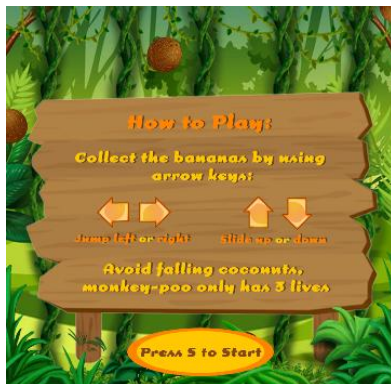 How to Play:
Collect the bananas by using
arrow keys:
Jump left or right
Slide up or down
Avoid falling coconuts,
monkey-poo only has 3 lives
Press S to Start